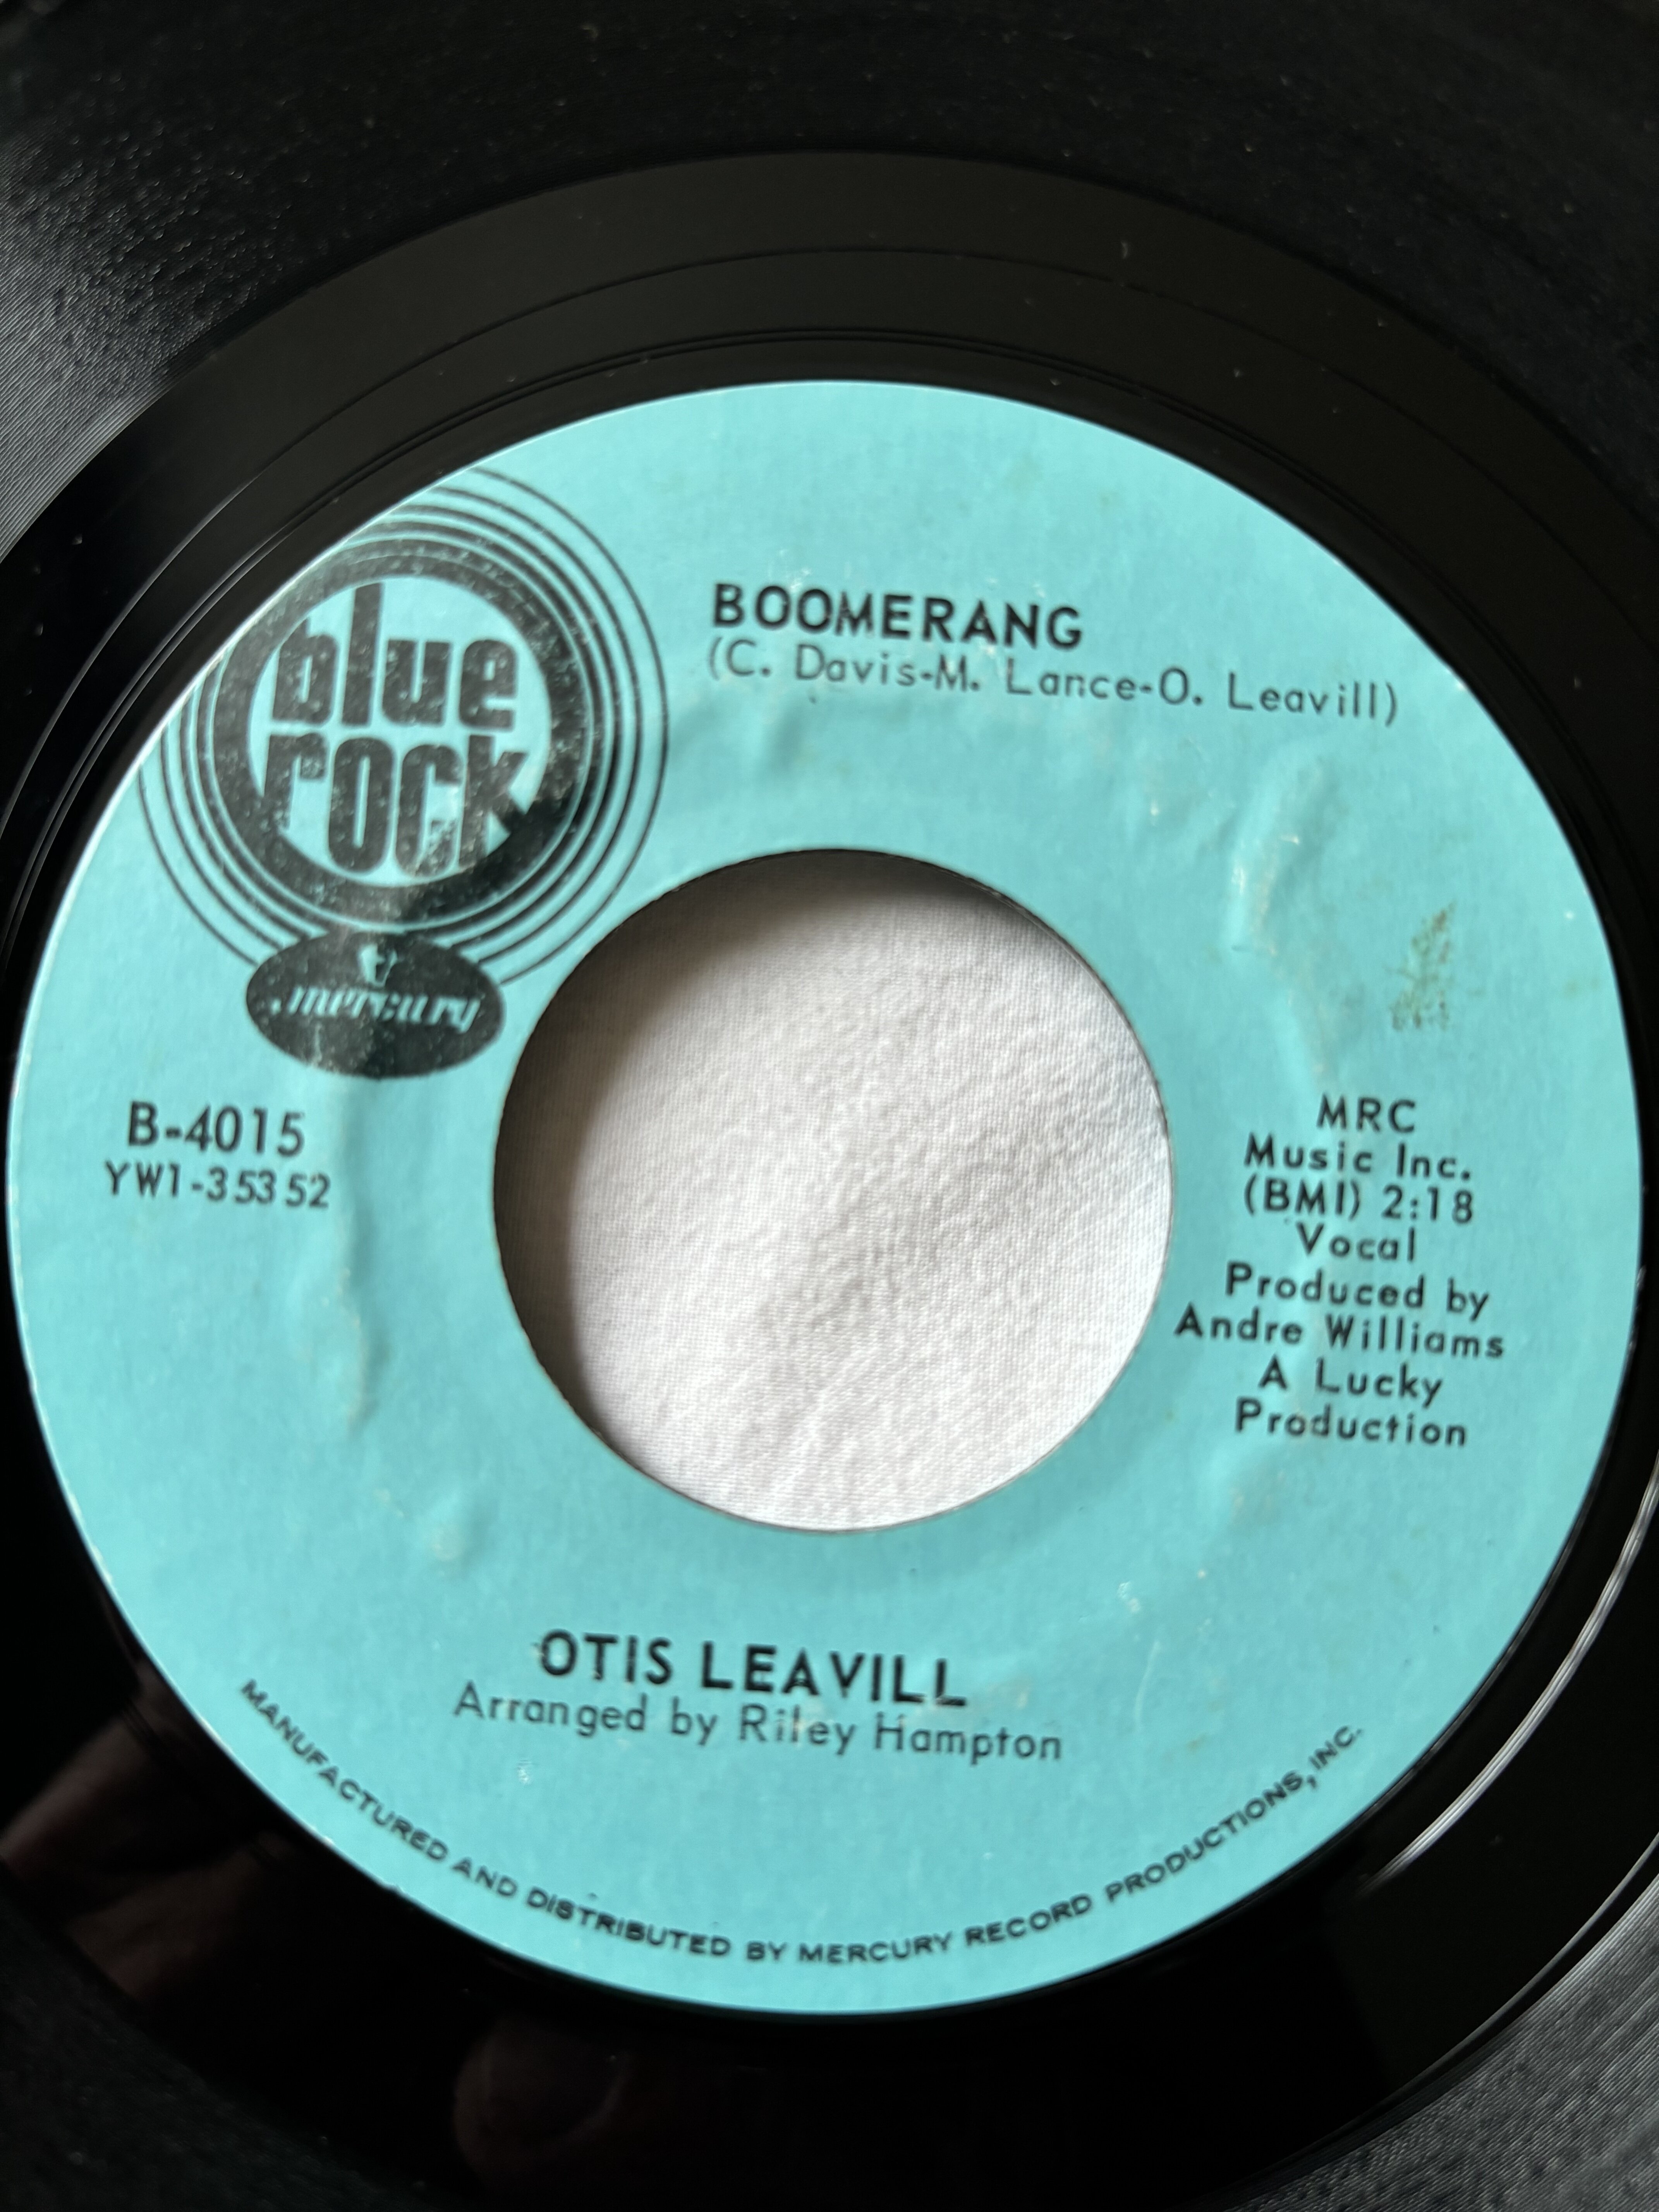 blue
rock
mercury
BOOMERANG
(C. Davis-M. Lance-O. Leavill)
B-4015
YW1-35352
MRC
Music Inc.
(BMI) 2:18
Vocal
Produced by
Andre Williams
A Lucky
Production
OTIS LEAVILL
Arranged by Riley Hampton
MANUFACTURED AND DISTRIBUTED BY MERCURY RECORD PRODUCTIONS, INC.